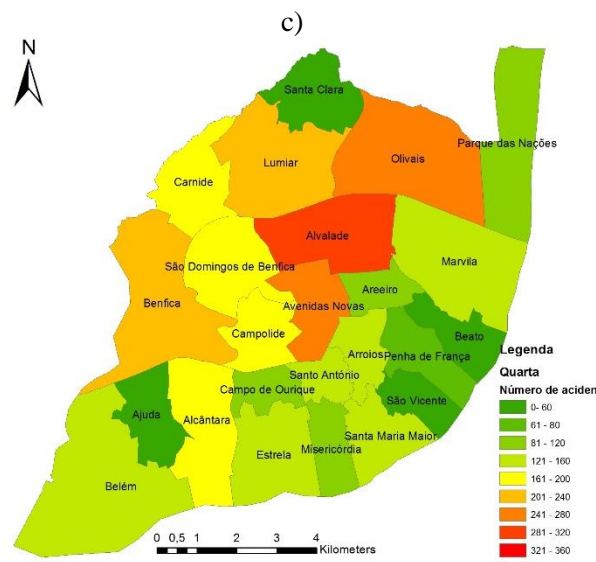 c)
N
Santa Clara
Parque das Nações
Olivais
Lumiar
Carnide
Alvalade
Marvila
São Domingos de Benfica
Areeiro
Benfica
Avenidas Novas
Campolide
Beato
Arroios
Penha de França
Santo António
Campo de Ourique
São Vicente
Ajuda
Alcântara
Santa Maria Maior
Estrela
Misericórdia
Belém
0 0,5 1 2 3 4
Kilometers
Legenda
Quarta
Número de aciden
0- 60
61 - 80
81 - 120
121 - 160
161 - 200
201 - 240
241 - 280
281 - 320
321 - 360